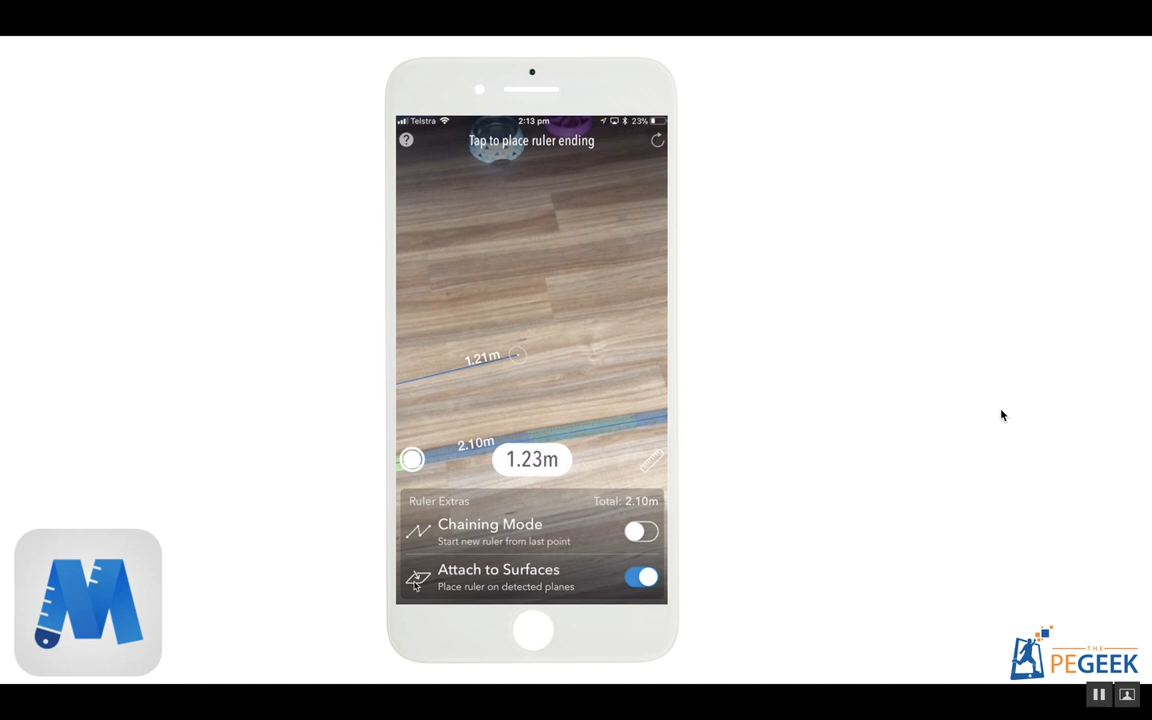 Telstra 2:13 pm 23%
? Tap to place ruler ending
1.21m
2.10m
1.23m
Ruler Extras Total: 2.10m
Chaining Mode
Start new ruler from last point
Attach to Surfaces
Place ruler on detected planes
M
THE
PEGEEK